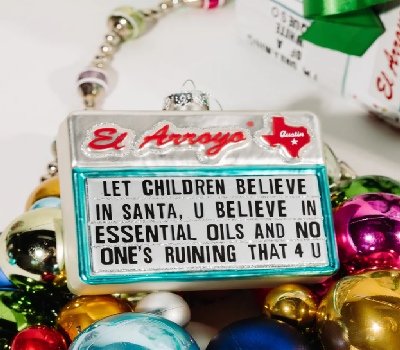 El Arroyo
Austin
LET CHILDREN BELIEVE
IN SANTA, U BELIEVE IN
ESSENTIAL OILS AND NO
ONE'S RUINING THAT 4 U